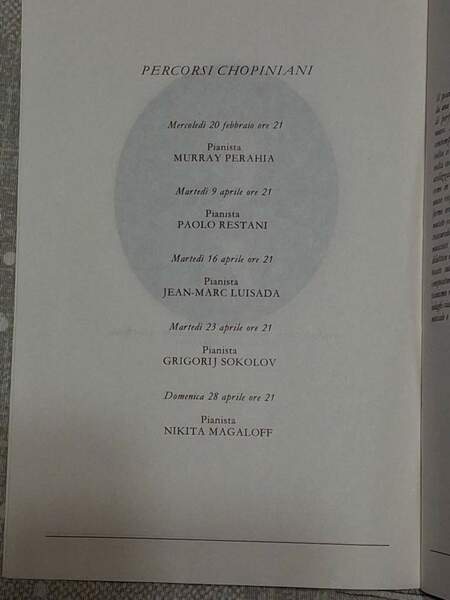 PERCORSI CHOPINIANI
Mercoledì 20 febbraio ore 21
Pianista
MURRAY PERAHIA
Martedì 9 aprile ore 21
Pianista
PAOLO RESTANI
Martedì 16 aprile ore 21
Pianista
JEAN-MARC LUISADA
Martedì 23 aprile ore 21
Pianista
GRIGORIJ SOKOLOV
Domenica 28 aprile ore 21
Pianista
NIKITA MAGALOFF